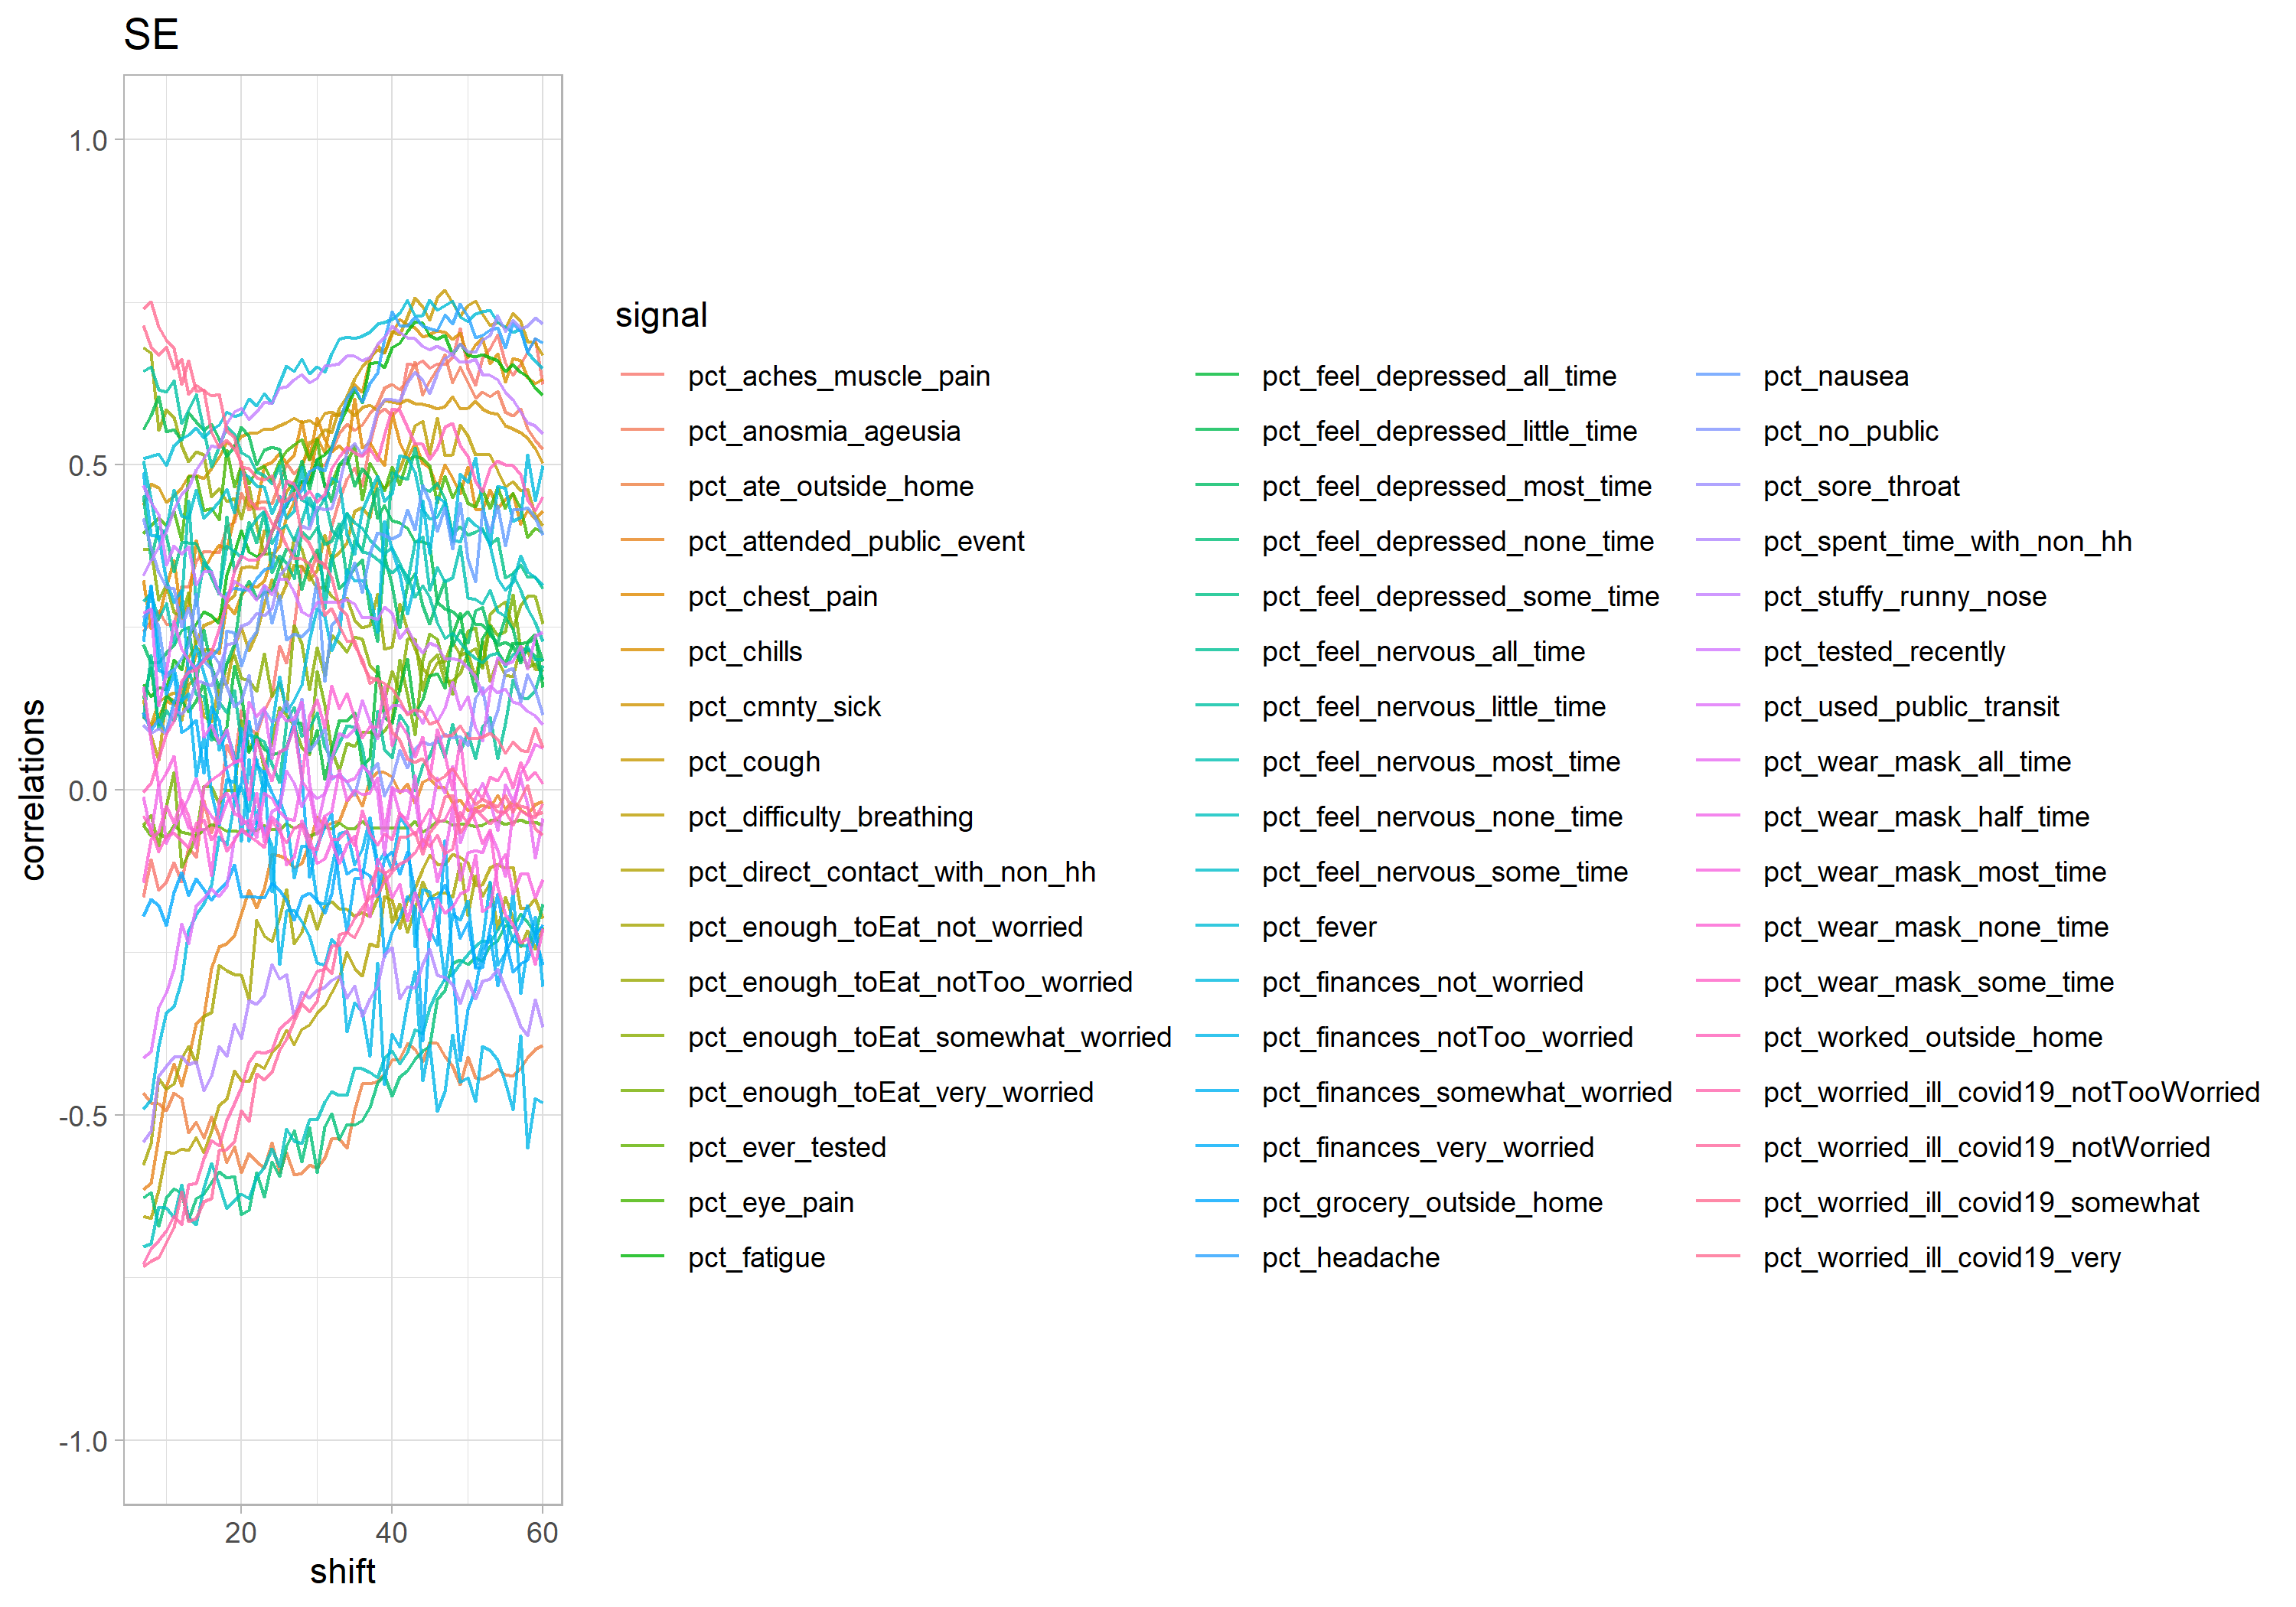 SE
1.0
0.5
0.0
-0.5
-1.0
correlations
20
40
60
shift
signal
pct_aches_muscle_pain
pct_anosmia_ageusia
pct_ate_outside_home
pct_attended_public_event
pct_chest_pain
pct_chills
pct_cmnty_sick
pct_cough
pct_difficulty_breathing
pct_direct_contact_with_non_hh
pct_enough_toEat_not_worried
pct_enough_toEat_notToo_worried
pct_enough_toEat_somewhat_worried
pct_enough_toEat_very_worried
pct_ever_tested
pct_eye_pain
pct_fatigue
pct_feel_depressed_all_time
pct_feel_depressed_little_time
pct_feel_depressed_most_time
pct_feel_depressed_none_time
pct_feel_depressed_some_time
pct_feel_nervous_all_time
pct_feel_nervous_little_time
pct_feel_nervous_most_time
pct_feel_nervous_none_time
pct_feel_nervous_some_time
pct_fever
pct_finances_not_worried
pct_finances_notToo_worried
pct_finances_somewhat_worried
pct_finances_very_worried
pct_grocery_outside_home
pct_headache
pct_nausea
pct_no_public
pct_sore_throat
pct_spent_time_with_non_hh
pct_stuffy_runny_nose
pct_tested_recently
pct_used_public_transit
pct_wear_mask_all_time
pct_wear_mask_half_time
pct_wear_mask_most_time
pct_wear_mask_none_time
pct_wear_mask_some_time
pct_worked_outside_home
pct_worried_ill_covid19_notTooWorried
pct_worried_ill_covid19_notWorried
pct_worried_ill_covid19_somewhat
pct_worried_ill_covid19_very